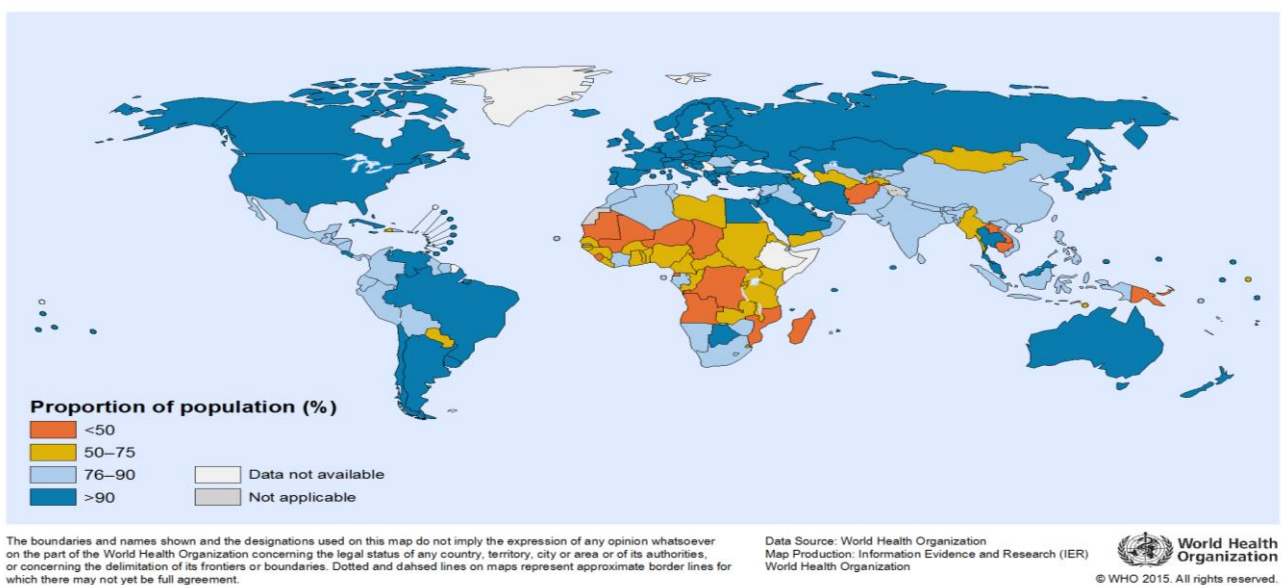 Proportion of population (%)
<50
50–75
76–90
>90
Data not available
Not applicable
The boundaries and names shown and the designations used on this map do not imply the expression of any opinion whatsoever
on the part of the World Health Organization concerning the legal status of any country, territory, city or area or of its authorities,
or concerning the delimitation of its frontiers or boundaries. Dotted and dahsed lines on maps represent approximate border lines for
which there may not yet be full agreement.
Data Source: World Health Organization
Map Production: Information Evidence and Research (IER)
World Health Organization
World Health
Organization
© WHO 2015. All rights reserved.